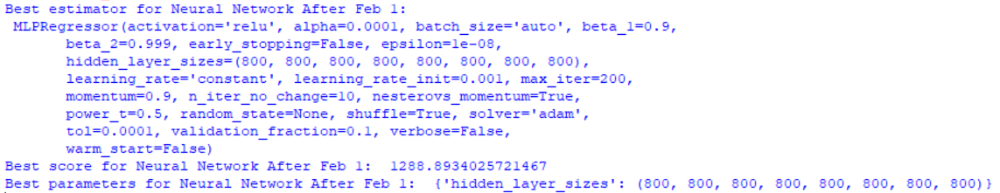 Best estimator for Neural Network After Feb 1:
MLPRegressor(activation='relu', alpha=0.0001, batch_size='auto', beta_1=0.9,
beta_2=0.999, early_stopping=False, epsilon=1e-08,
hidden_layer_sizes=(800, 800, 800, 800, 800, 800, 800, 800),
learning_rate='constant', learning_rate_init=0.001, max_iter=200,
momentum=0.9, n_iter_no_change=10, nesterovs_momentum=True,
power_t=0.5, random_state=None, shuffle=True, solver='adam',
tol=0.0001, validation_fraction=0.1, verbose=False,
warm_start=False)
Best score for Neural Network After Feb 1:  1288.8934025721467
Best parameters for Neural Network After Feb 1:  {'hidden_layer_sizes': (800, 800, 800, 800, 800, 800, 800, 800)}